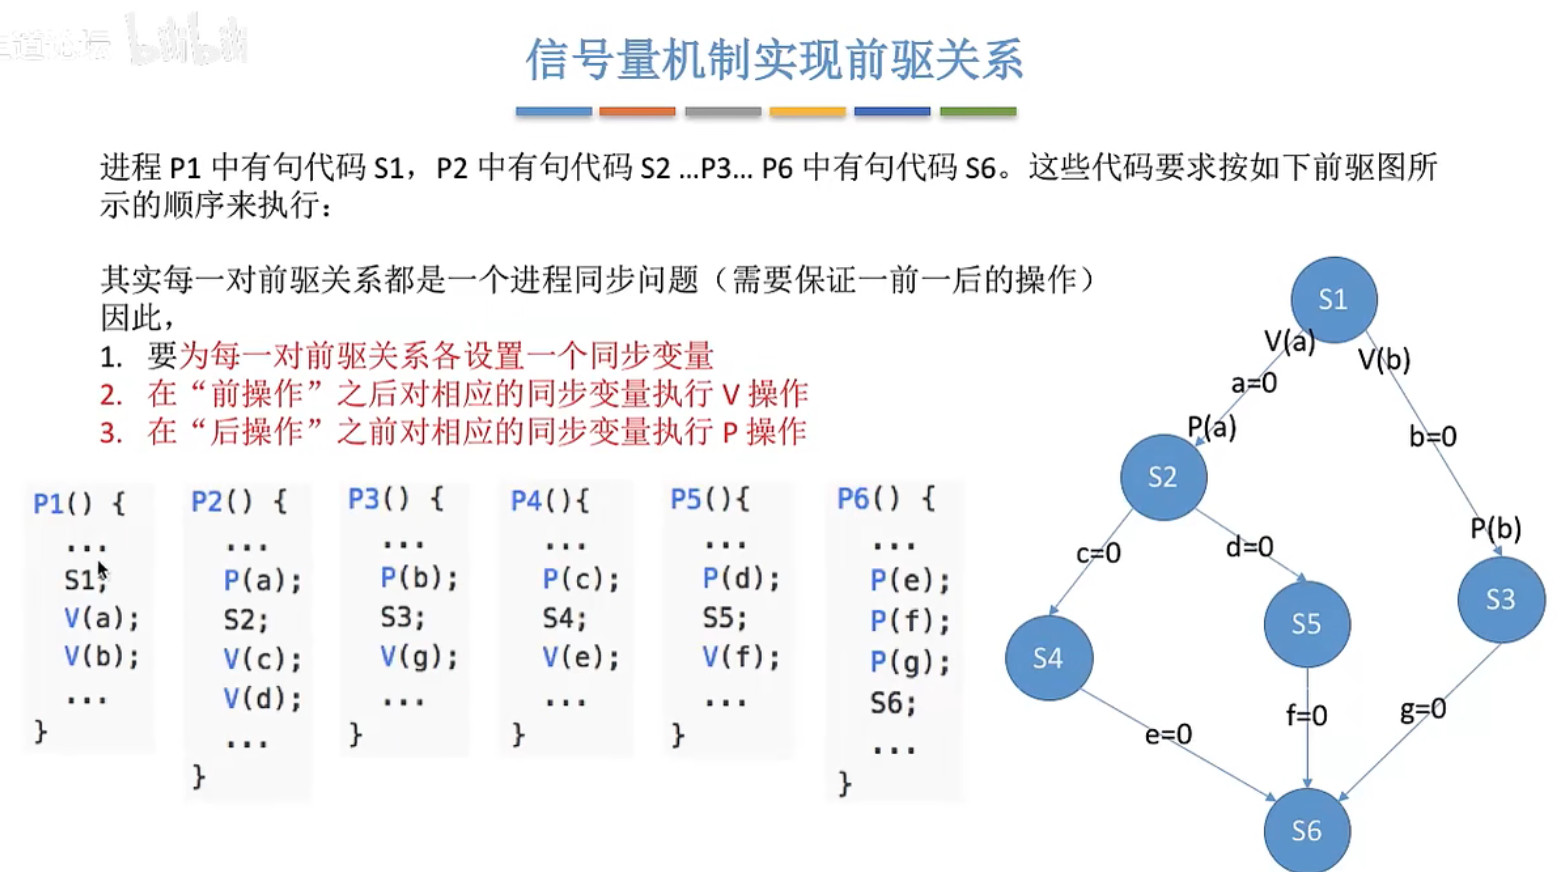 bilibili
信号量机制实现前驱关系
进程 P1 中有句代码 S1，P2 中有句代码 S2 ...P3... P6 中有句代码 S6。这些代码要求按如下前驱图所
示的顺序来执行：
其实每一对前驱关系都是一个进程同步问题（需要保证一前一后的操作）
因此，
1. 要为每一对前驱关系各设置一个同步变量
2. 在“前操作”之后对相应的同步变量执行 V 操作
3. 在“后操作”之前对相应的同步变量执行 P 操作
P1() {
...
S1;
V(a);
V(b);
...
}
P2() {
...
P(a);
S2;
V(c);
V(d);
...
}
P3() {
...
P(b);
S3;
V(g);
...
}
P4(){
...
P(c);
S4;
V(e);
...
}
P5(){
...
P(d);
S5;
V(f);
...
}
P6() {
...
P(e);
P(f);
P(g);
S6;
...
}
S1
V(a)
V(b)
a=0
P(a)
b=0
S2
P(b)
c=0
d=0
S3
S5
S4
f=0
g=0
e=0
S6